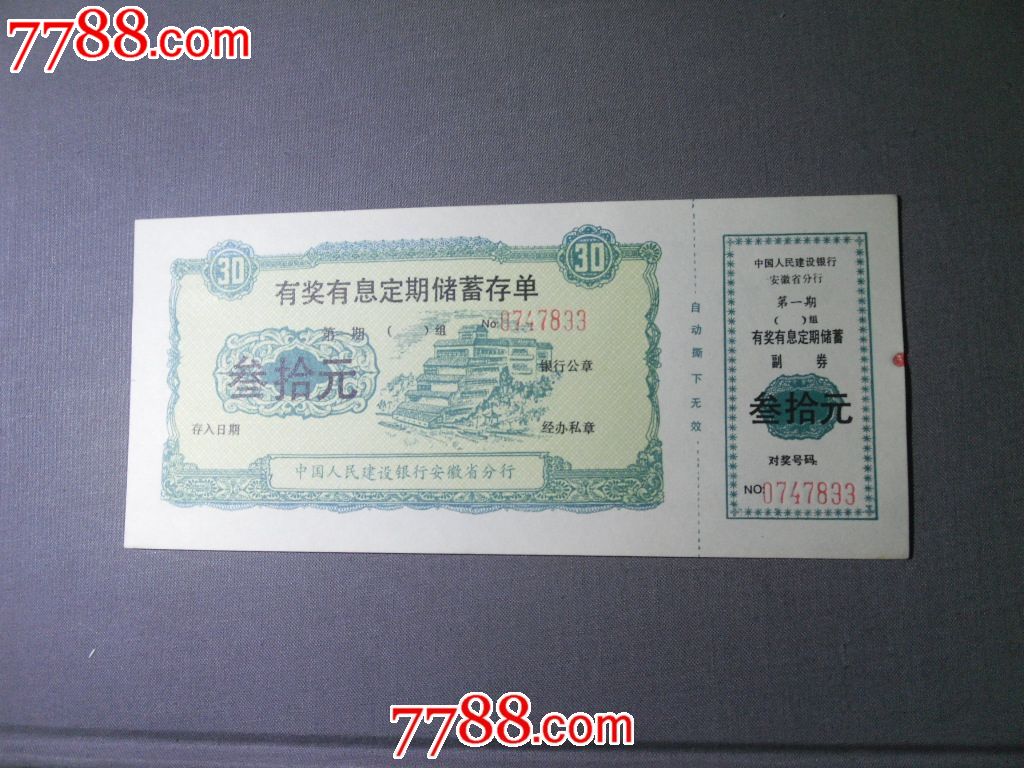 7788.com
30
30
有奖有息定期储蓄存单
第一期 （ ）组 No: 0747833
叁拾元
银行公章
存入日期
经办私章
中国人民建设银行安徽省分行
自动撕下无效
中国人民建设银行
安徽省分行
第一期
（ ）组
有奖有息定期储蓄
副 券
叁拾元
对奖号码:
NO 0747833
7788.com